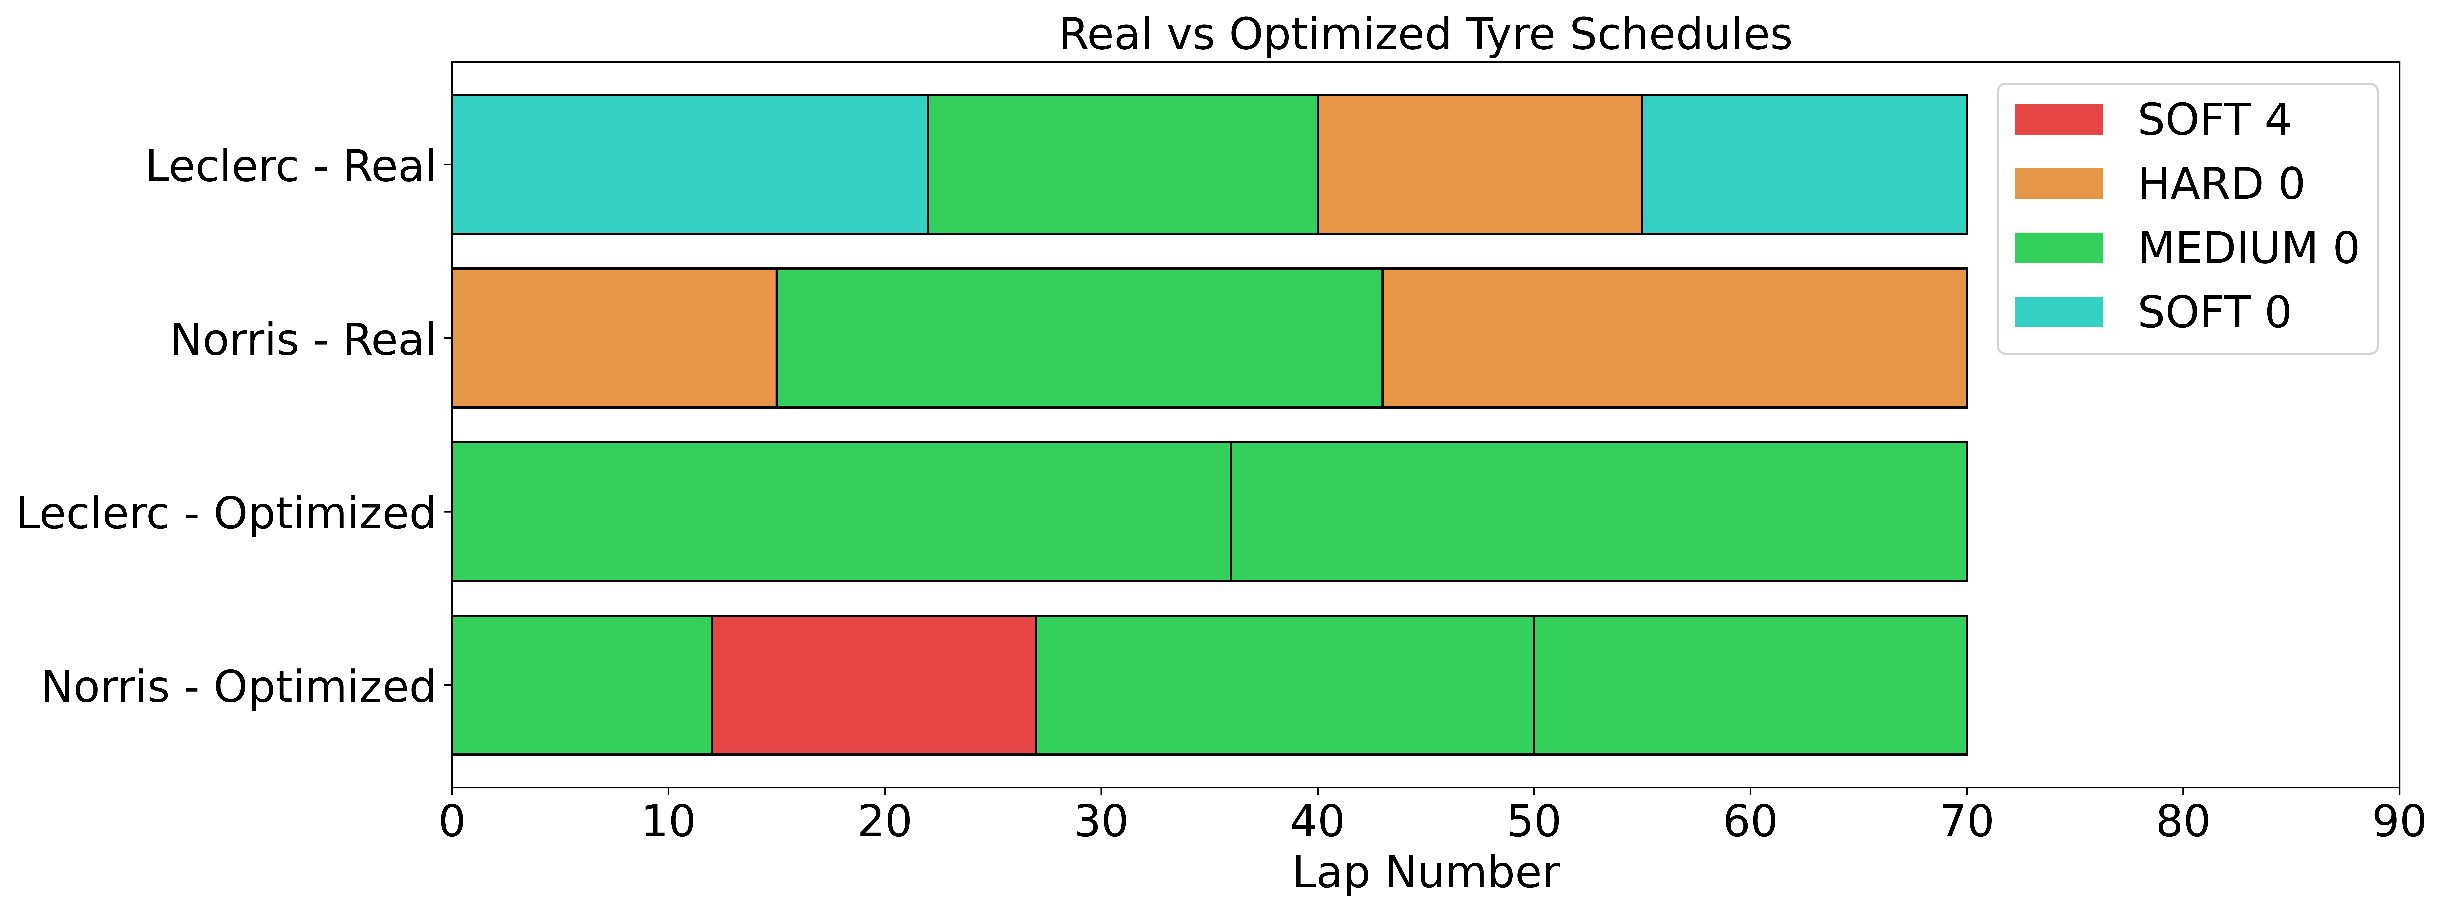 Real vs Optimized Tyre Schedules
Leclerc - Real
Norris - Real
Leclerc - Optimized
Norris - Optimized
SOFT 4
HARD 0
MEDIUM 0
SOFT 0
0 10 20 30 40 50 60 70 80 90
Lap Number